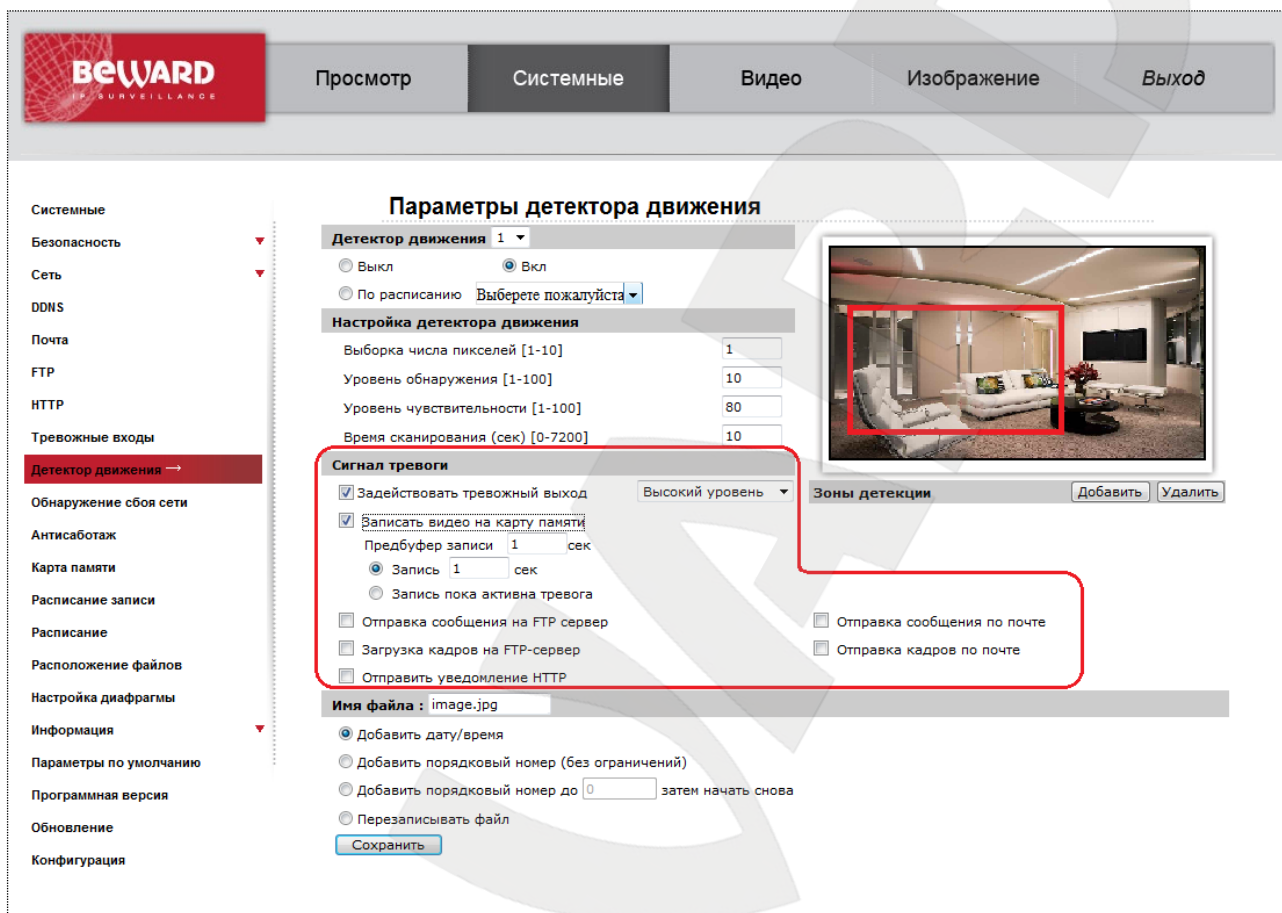 BEWARD
IP SURVEILLANCE
Просмотр
Системные
Видео
Изображение
Выход
Системные
Безопасность
Сеть
DDNS
Почта
FTP
HTTP
Тревожные входы
Детектор движения →
Обнаружение сбоя сети
Антисаботаж
Карта памяти
Расписание записи
Расписание
Расположение файлов
Настройка диафрагмы
Информация
Параметры по умолчанию
Программная версия
Обновление
Конфигурация
Параметры детектора движения
Детектор движения 1
Выкл Вкл
По расписанию Выберете пожалуйста
Настройка детектора движения
Выборка числа пикселей [1-10] 1
Уровень обнаружения [1-100] 10
Уровень чувствительности [1-100] 80
Время сканирования (сек) [0-7200] 10
Сигнал тревоги
Задействовать тревожный выход Высокий уровень
Зоны детекции Добавить Удалить
Записать видео на карту памяти
Предбуфер записи 1 сек
Запись 1 сек
Запись пока активна тревога
Отправка сообщения на FTP сервер Отправка сообщения по почте
Загрузка кадров на FTP-сервер Отправка кадров по почте
Отправить уведомление HTTP
Имя файла : image.jpg
Добавить дату/время
Добавить порядковый номер (без ограничений)
Добавить порядковый номер до 0 затем начать снова
Перезаписывать файл
Сохранить